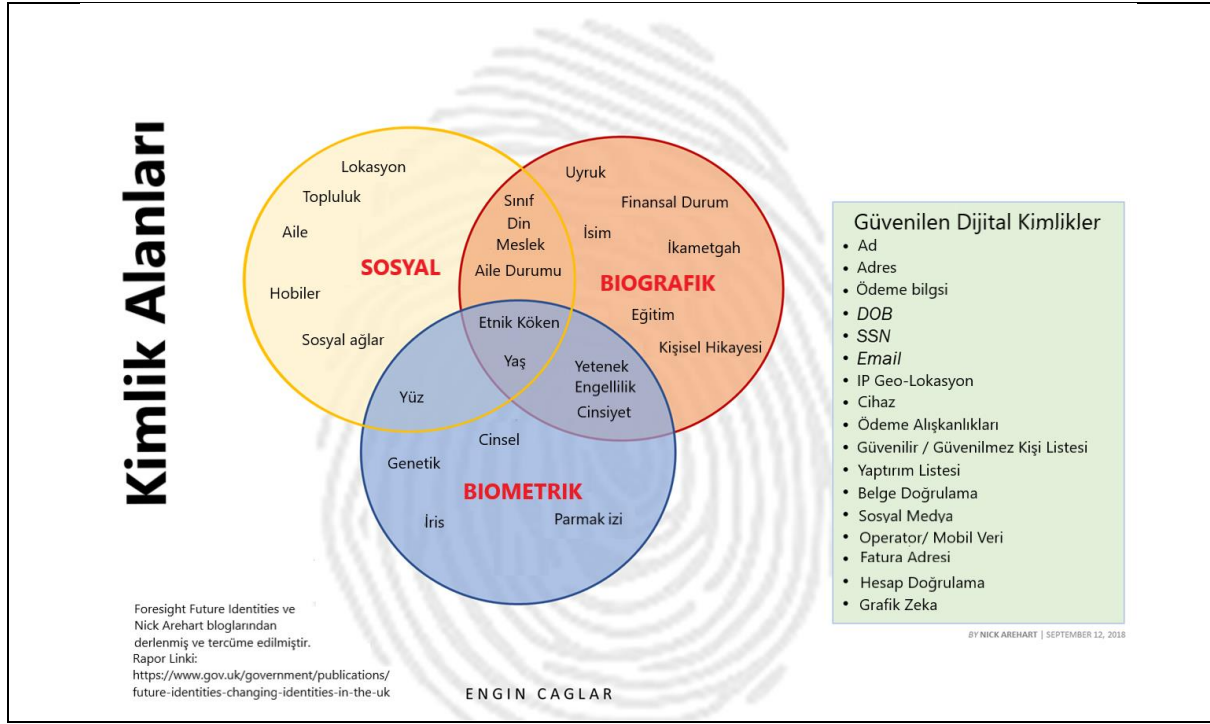 Kimlik Alanları
Lokasyon
Topluluk
Aile
Hobiler
Sosyal ağlar
SOSYAL
Sınıf
Din
Meslek
Aile Durumu
Uyruk
Finansal Durum
İsim
İkametgah
BIOGRAFIK
Eğitim
Kişisel Hikayesi
Etnik Köken
Yaş
Yetenek
Engellilik
Cinsiyet
Yüz
Cinsel
Genetik
BIOMETRIK
İris
Parmak izi
Güvenilen Dijital Kimlikler
• Ad
• Adres
• Ödeme bilgsi
• DOB
• SSN
• Email
• IP Geo-Lokasyon
• Cihaz
• Ödeme Alışkanlıkları
• Güvenilir / Güvenilmez Kişi Listesi
• Yaptırım Listesi
• Belge Doğrulama
• Sosyal Medya
• Operator/ Mobil Veri
• Fatura Adresi
• Hesap Doğrulama
• Grafik Zeka
BY NICK AREHART | SEPTEMBER 12, 2018
Foresight Future Identities ve
Nick Arehart bloglarından
derlenmiş ve tercüme edilmiştir.
Rapor Linki:
https://www.gov.uk/government/publications/
future-identities-changing-identities-in-the-uk
ENGIN CAGLAR